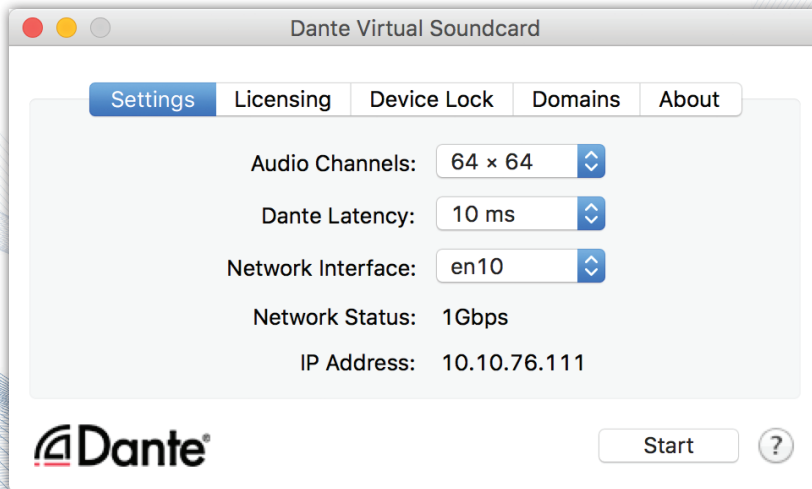 Dante Virtual Soundcard
Settings Licensing Device Lock Domains About
Audio Channels: 64 × 64
Dante Latency: 10 ms
Network Interface: en10
Network Status: 1Gbps
IP Address: 10.10.76.111
Dante®
Start ?